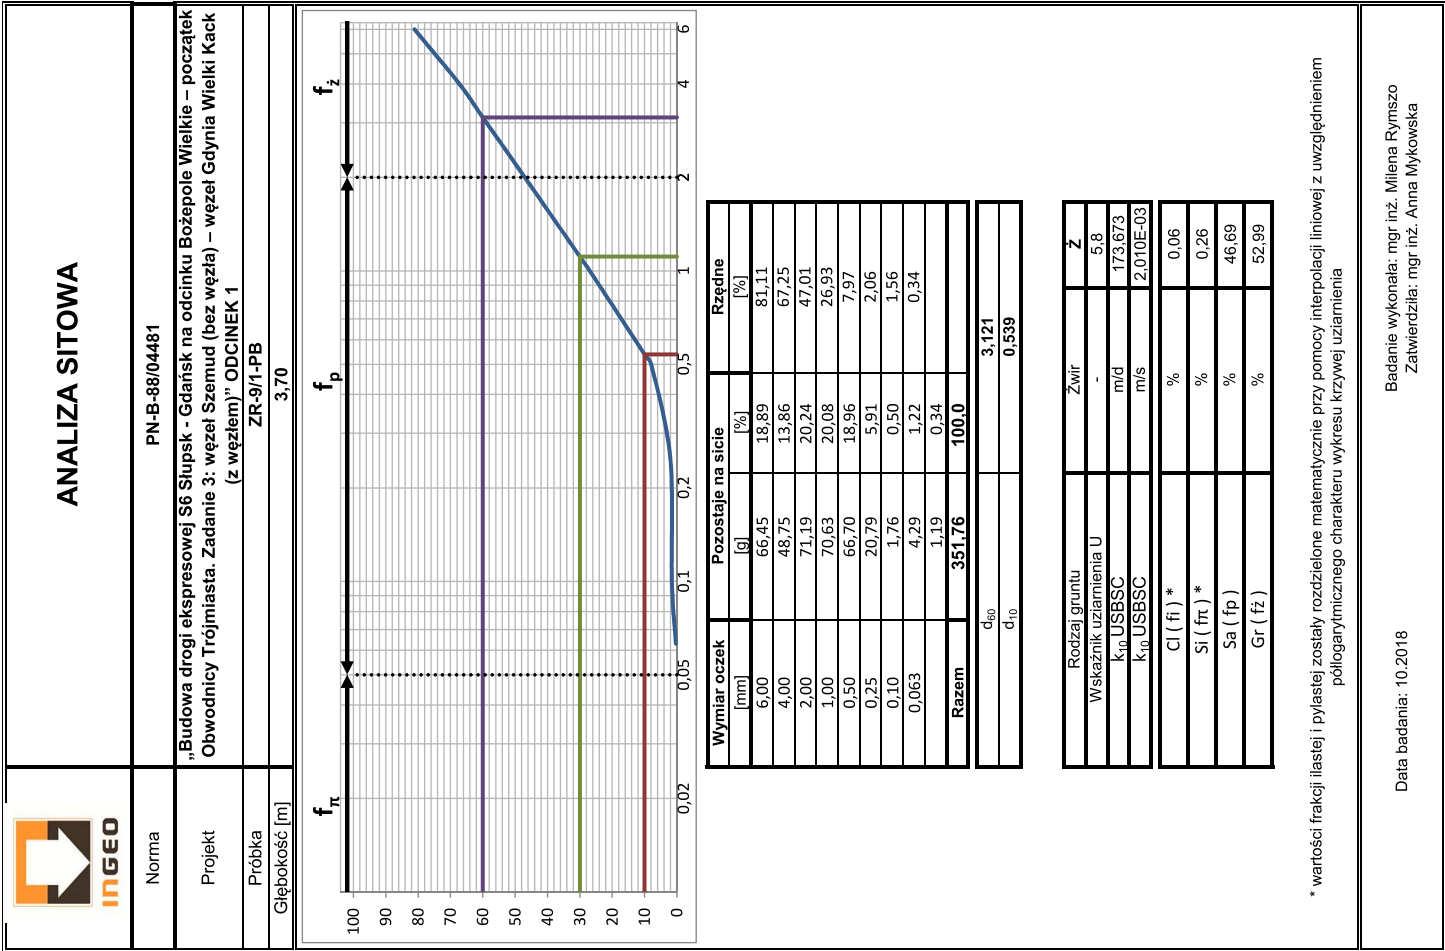 INGEO
ANALIZA SITOWA
Norma
PN-B-88/04481
Projekt
„Budowa drogi ekspresowej S6 Słupsk - Gdańsk na odcinku Bożepole Wielkie – początek
Obwodnicy Trójmiasta. Zadanie 3: węzeł Szemud (bez węzła) – węzeł Gdynia Wielki Kack
(z węzłem)” ODCINEK 1
Próbka
ZR-9/1-PB
Głębokość [m]
3,70
fπ fp fż
100
90
80
70
60
50
40
30
20
10
0
0,02 0,05 0,1 0,2 0,5 1 2 4 6
Wymiar oczek Pozostaje na sicie Rzędne
[mm] [g] [%] [%]
6,00 66,45 18,89 81,11
4,00 48,75 13,86 67,25
2,00 71,19 20,24 47,01
1,00 70,63 20,08 26,93
0,50 66,70 18,96 7,97
0,25 20,79 5,91 2,06
0,10 1,76 0,50 1,56
0,063 4,29 1,22 0,34
1,19 0,34
Razem 351,76 100,0
d60 3,121
d10 0,539
Rodzaj gruntu Żwir Ż
Wskaźnik uziarnienia U - 5,8
k10 USBSC m/d 173,673
k10 USBSC m/s 2,010E-03
Cl ( fi ) * % 0,06
Si ( fπ ) * % 0,26
Sa ( fp ) % 46,69
Gr ( fż ) % 52,99
* wartości frakcji ilastej i pylastej zostały rozdzielone matematycznie przy pomocy interpolacji liniowej z uwzględnieniem
półlogarytmicznego charakteru wykresu krzywej uziarnienia
Data badania: 10.2018
Badanie wykonała: mgr inż. Milena Rymszo
Zatwierdziła: mgr inż. Anna Mykowska